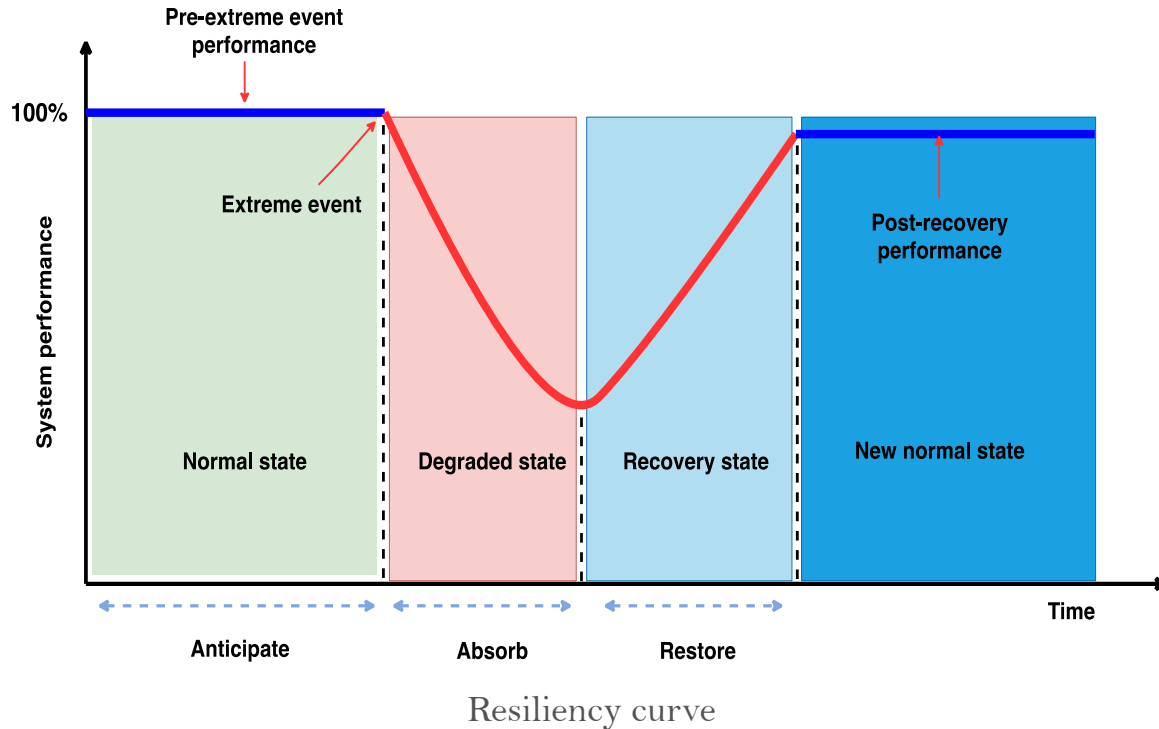 Pre-extreme event
performance
100%
Extreme event
Post-recovery
performance
System performance
Normal state
Degraded state
Recovery state
New normal state
Time
Anticipate
Absorb
Restore
Resiliency curve